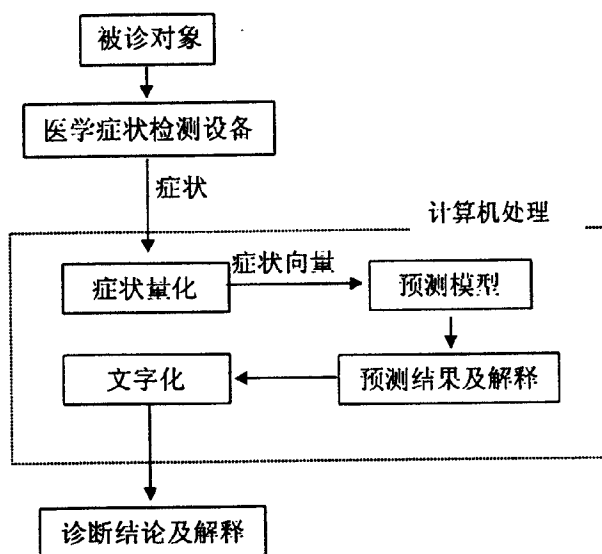 被诊对象
医学症状检测设备
症状
计算机处理
症状量化
症状向量
预测模型
文字化
预测结果及解释
诊断结论及解释